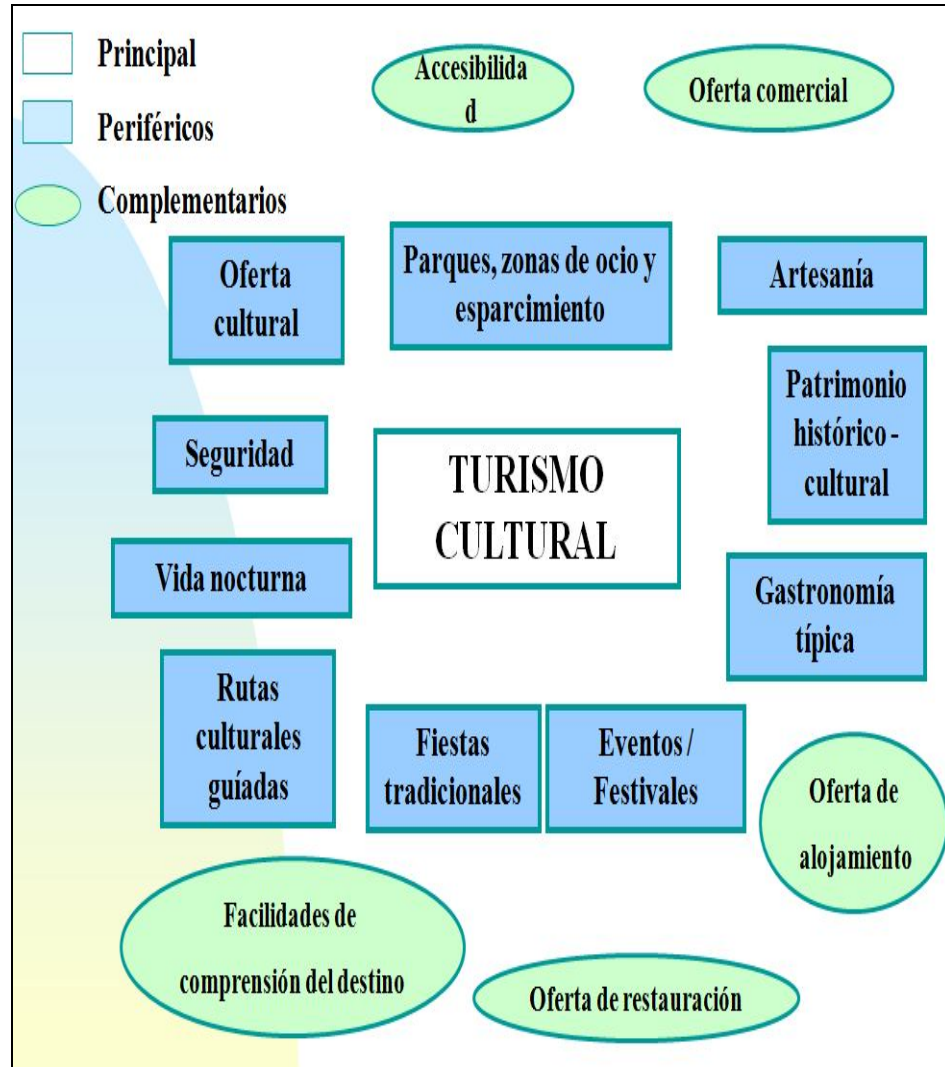 Principal
Periféricos
Complementarios
Accesibilida
d
Oferta comercial
Oferta
cultural
Parques, zonas de ocio y
esparcimiento
Artesanía
Patrimonio
histórico -
cultural
Seguridad
TURISMO
CULTURAL
Vida nocturna
Gastronomía
típica
Rutas
culturales
guíadas
Fiestas
tradicionales
Eventos /
Festivales
Oferta de
alojamiento
Facilidades de
comprensión del destino
Oferta de restauración